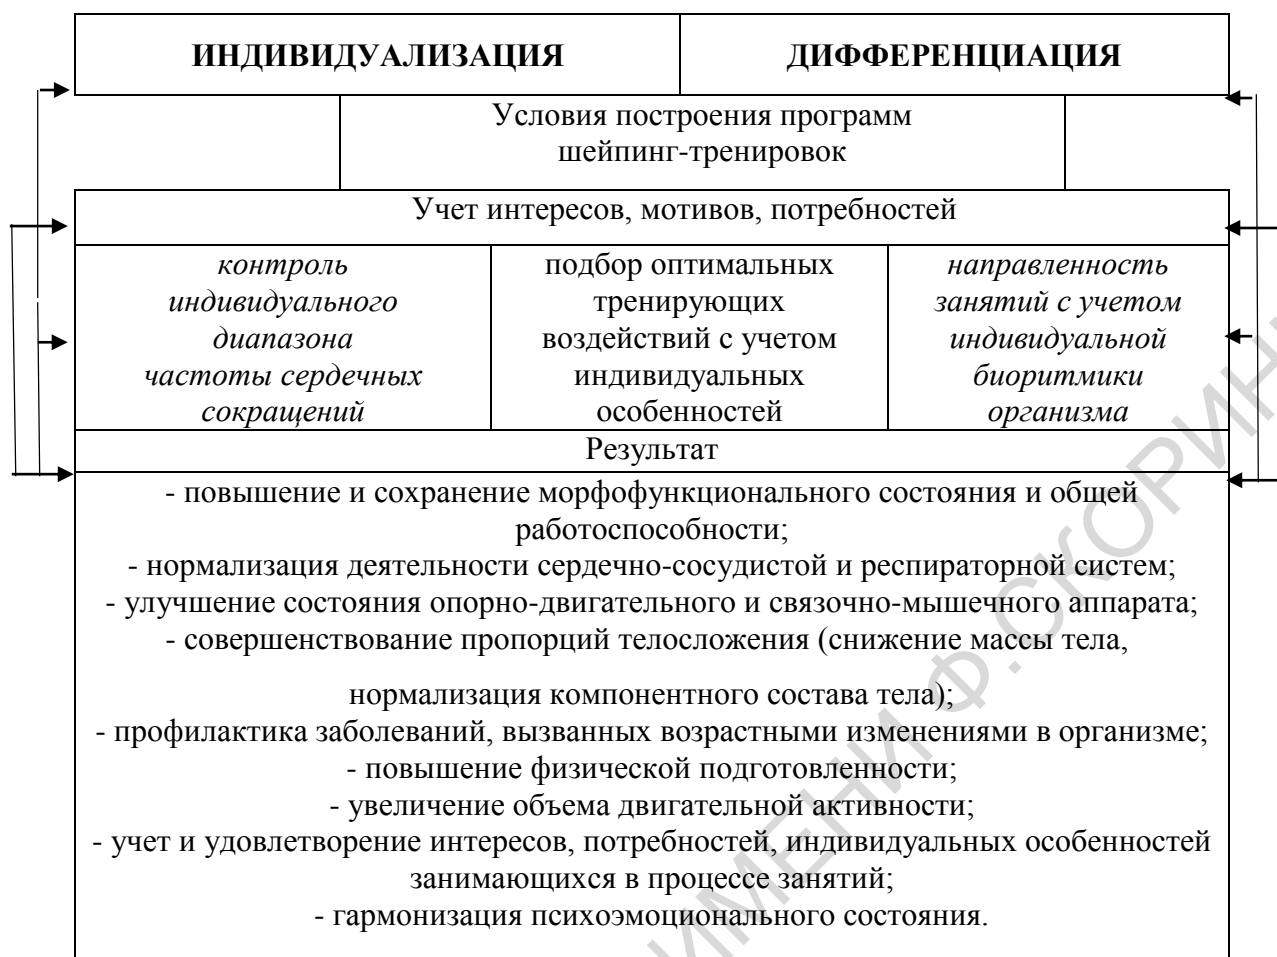 ИНДИВИДУАЛИЗАЦИЯ
ДИФФЕРЕНЦИАЦИЯ
Условия построения программ
шейпинг-тренировок
Учет интересов, мотивов, потребностей
контроль
индивидуального
диапазона
частоты сердечных
сокращений
подбор оптимальных
тренирующих
воздействий с учетом
индивидуальных
особенностей
направленность
занятий с учетом
индивидуальной
биоритмики
организма
Результат
- повышение и сохранение морфофункционального состояния и общей
работоспособности;
- нормализация деятельности сердечно-сосудистой и респираторной систем;
- улучшение состояния опорно-двигательного и связочно-мышечного аппарата;
- совершенствование пропорций телосложения (снижение массы тела,
нормализация компонентного состава тела);
- профилактика заболеваний, вызванных возрастными изменениями в организме;
- повышение физической подготовленности;
- увеличение объема двигательной активности;
- учет и удовлетворение интересов, потребностей, индивидуальных особенностей
занимающихся в процессе занятий;
- гармонизация психоэмоционального состояния.
ИМЕНИ Ф.СКОРИН